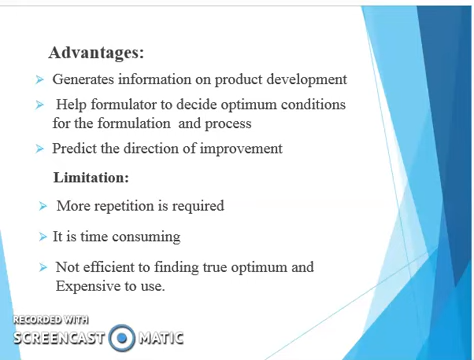 Advantages:
Generates information on product development
Help formulator to decide optimum conditions
for the formulation and process
Predict the direction of improvement
Limitation:
More repetition is required
It is time consuming
Not efficient to finding true optimum and
Expensive to use.
RECORDED WITH
SCREENCAST MATIC